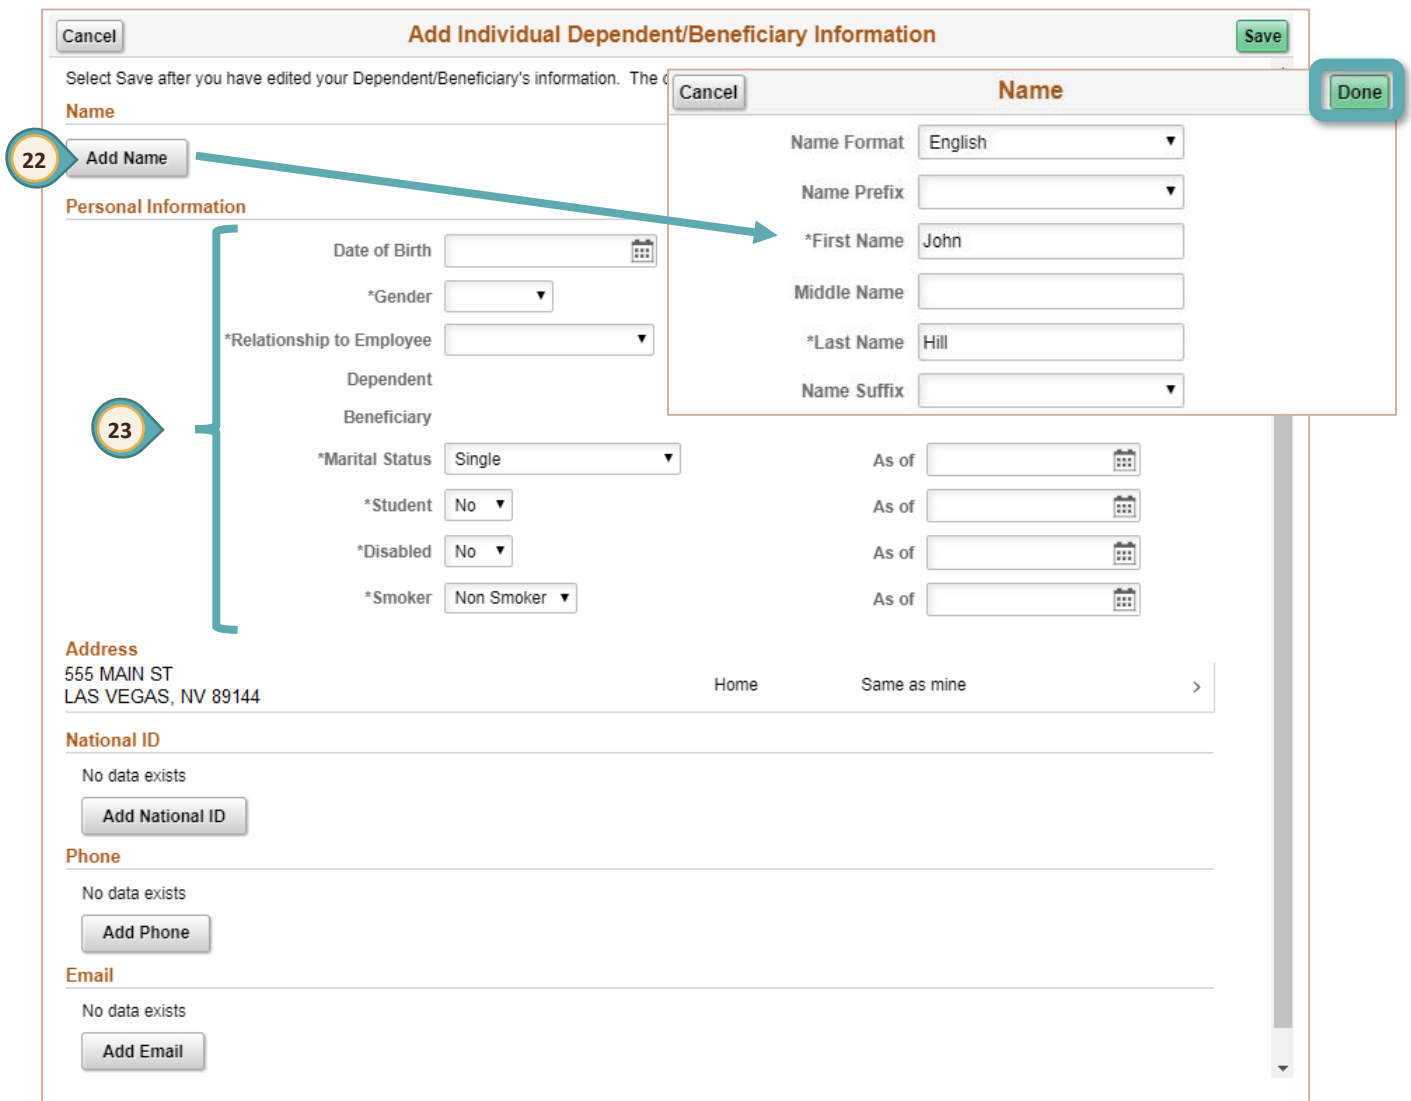 Cancel Add Individual Dependent/Beneficiary Information Save
Select Save after you have edited your Dependent/Beneficiary's information. The
Cancel Name Done
Name
Name Format English
22 Add Name
Name Prefix
Personal Information
*First Name John
Date of Birth
Middle Name
*Gender
*Relationship to Employee
*Last Name Hill
Dependent
Name Suffix
Beneficiary
23
*Marital Status Single As of
*Student No As of
*Disabled No As of
*Smoker Non Smoker As of
Address
555 MAIN ST
LAS VEGAS, NV 89144
Home Same as mine
National ID
No data exists
Add National ID
Phone
No data exists
Add Phone
Email
No data exists
Add Email